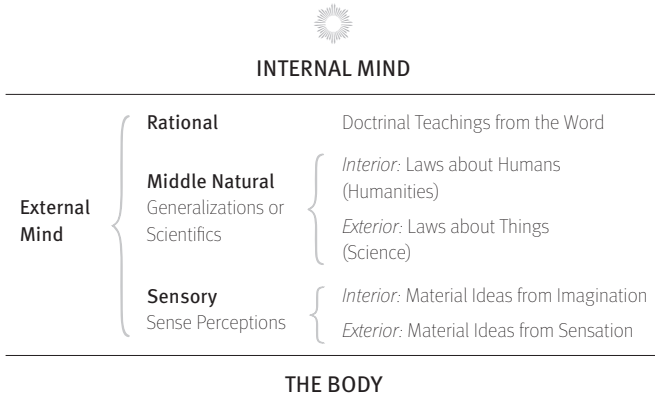 INTERNAL MIND
Rational
Doctrinal Teachings from the Word
External
Mind
Middle Natural
Generalizations or
Scientifics
Interior: Laws about Humans
(Humanities)
Exterior: Laws about Things
(Science)
Sensory
Sense Perceptions
Interior: Material Ideas from Imagination
Exterior: Material Ideas from Sensation
THE BODY